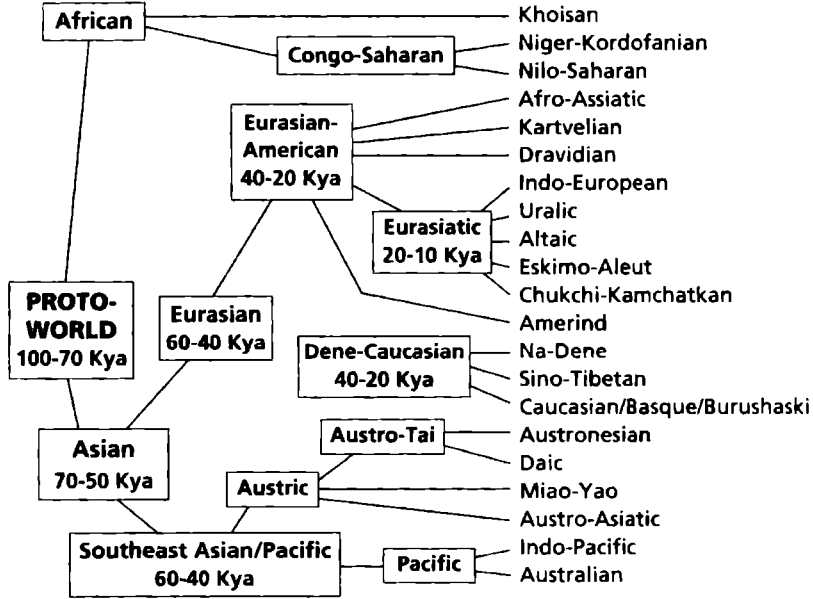 African
Khoisan
Congo-Saharan
Niger-Kordofanian
Nilo-Saharan
Eurasian-
American
40-20 Kya
Afro-Assiatic
Kartvelian
Dravidian
Eurasiatic
20-10 Kya
Indo-European
Uralic
Altaic
Eskimo-Aleut
Chukchi-Kamchatkan
Amerind
PROTO-
WORLD
100-70 Kya
Eurasian
60-40 Kya
Dene-Caucasian
40-20 Kya
Na-Dene
Sino-Tibetan
Caucasian/Basque/Burushaski
Asian
70-50 Kya
Austro-Tai
Austronesian
Daic
Austric
Miao-Yao
Austro-Asiatic
Southeast Asian/Pacific
60-40 Kya
Pacific
Indo-Pacific
Australian